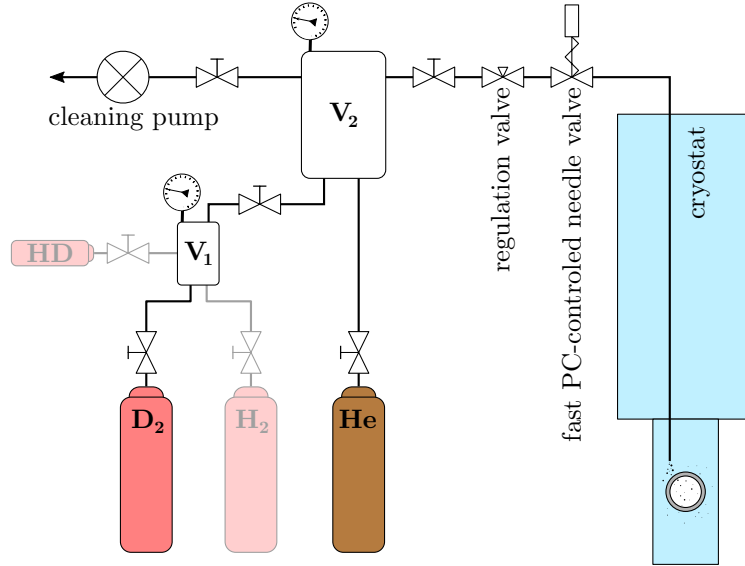 cleaning pump
V₂
regulation valve
fast PC-controled needle valve
cryostat
HD
V₁
D₂
H₂
He